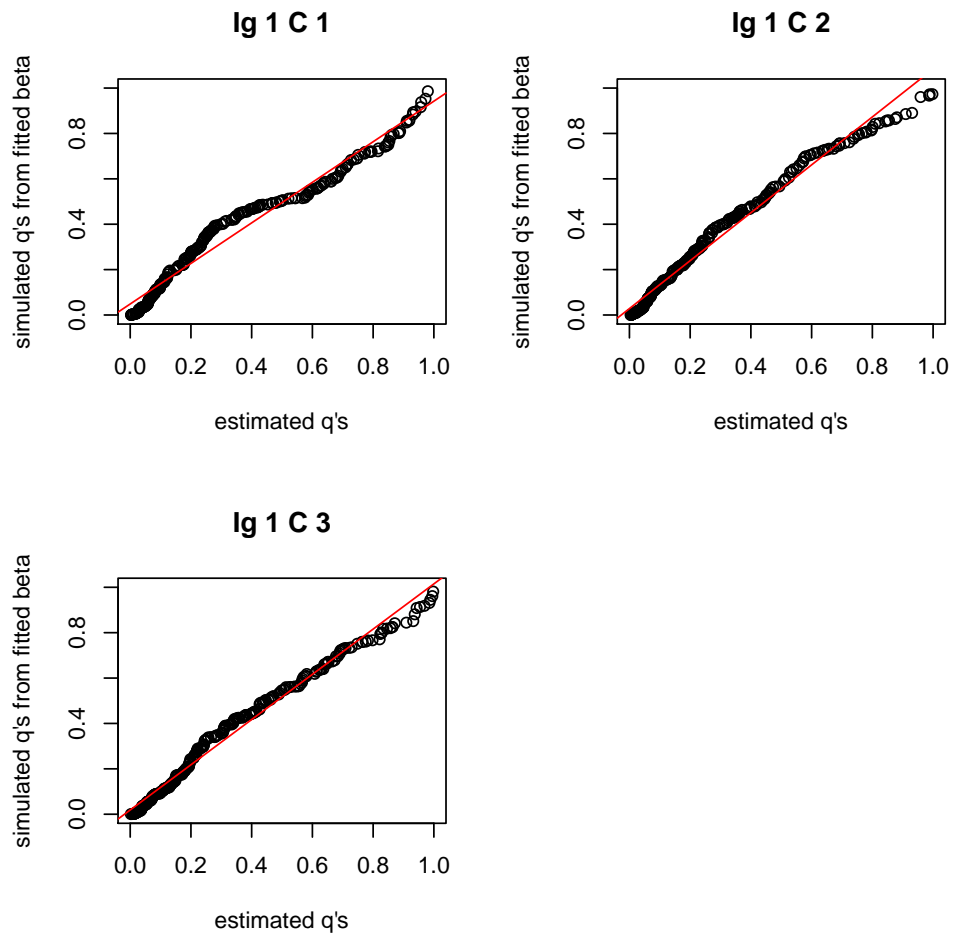 Ig 1 C 1
simulated q's from fitted beta
0.8
0.4
0.0
0.0 0.2 0.4 0.6 0.8 1.0
estimated q's
Ig 1 C 2
simulated q's from fitted beta
0.8
0.4
0.0
0.0 0.2 0.4 0.6 0.8 1.0
estimated q's
Ig 1 C 3
simulated q's from fitted beta
0.8
0.4
0.0
0.0 0.2 0.4 0.6 0.8 1.0
estimated q's